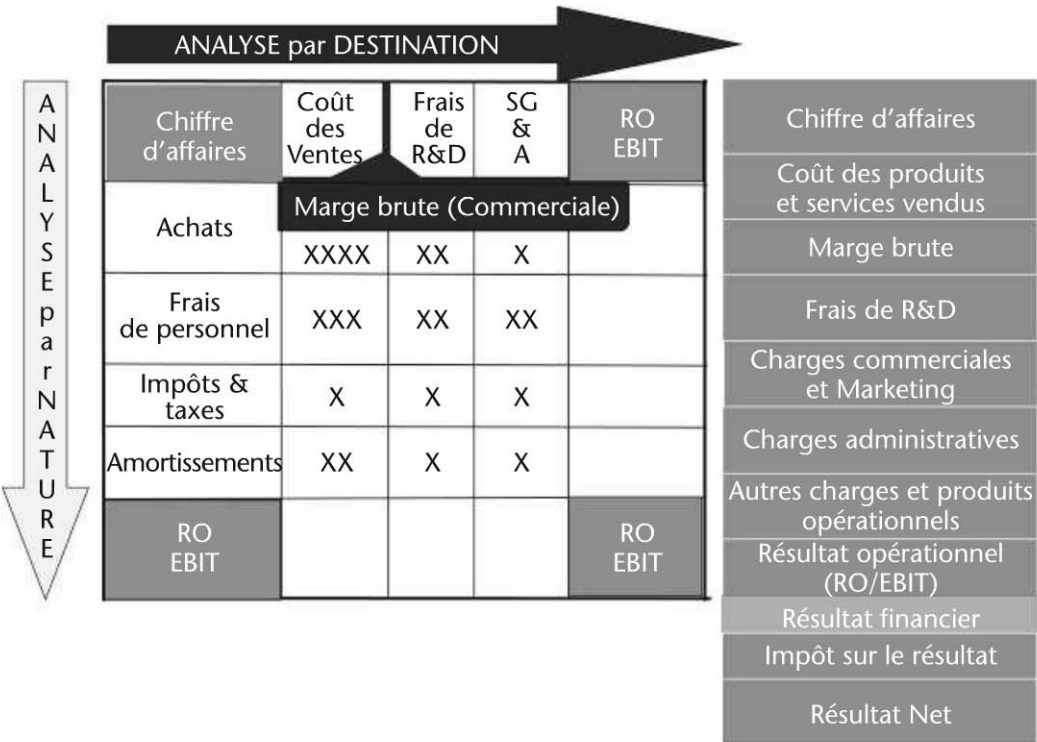 ANALYSE par DESTINATION
ANALYSE par NATURE
Chiffre
d'affaires
Coût
des
Ventes
Frais
de
R&D
SG
&
A
RO
EBIT
Marge brute (Commerciale)
Achats
XXXX XX X
Frais
de personnel
XXX XX XX
Impôts &
taxes
X X X
Amortissements
XX X X
RO
EBIT
RO
EBIT
Chiffre d'affaires
Coût des produits
et services vendus
Marge brute
Frais de R&D
Charges commerciales
et Marketing
Charges administratives
Autres charges et produits
opérationnels
Résultat opérationnel
(RO/EBIT)
Résultat financier
Impôt sur le résultat
Résultat Net